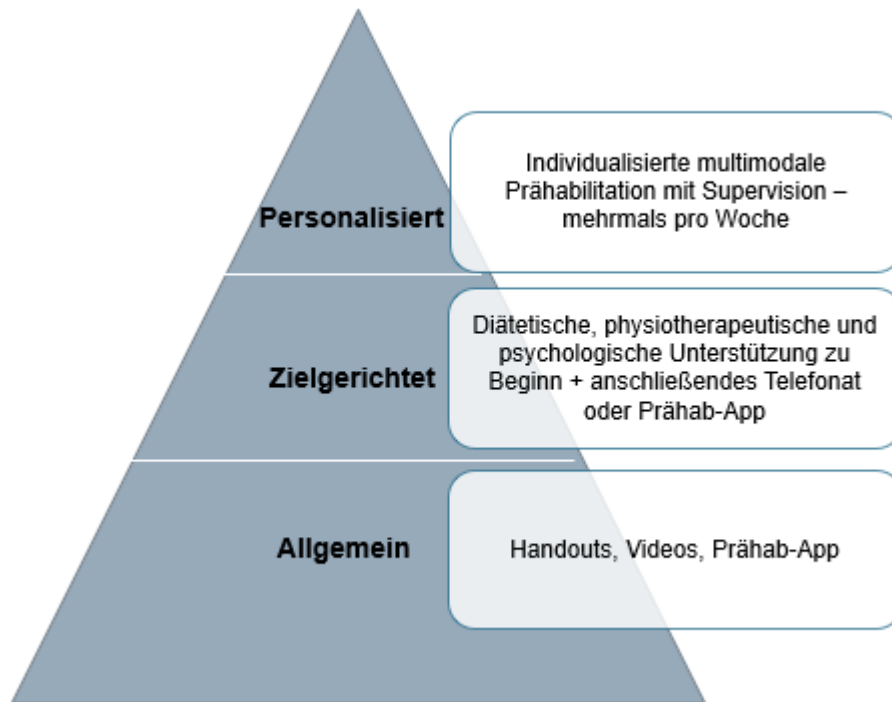 Personalisiert
Individualisierte multimodale
Prähabilitation mit Supervision –
mehrmals pro Woche
Zielgerichtet
Diätetische, physiotherapeutische und
psychologische Unterstützung zu
Beginn + anschließendes Telefonat
oder Prähab-App
Allgemein
Handouts, Videos, Prähab-App